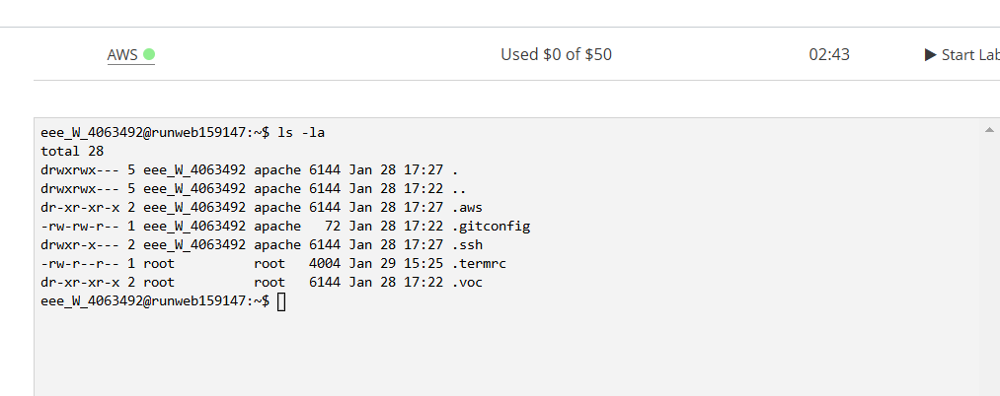 AWS Used $0 of $50 02:43 Start Lab
eee_W_4063492@runweb159147:~$ ls -la
total 28
drwxrwx--- 5 eee_W_4063492 apache 6144 Jan 28 17:27 .
drwxrwx--- 5 eee_W_4063492 apache 6144 Jan 28 17:22 ..
dr-xr-xr-x 2 eee_W_4063492 apache 6144 Jan 28 17:27 .aws
-rw-rw-r-- 1 eee_W_4063492 apache   72 Jan 28 17:22 .gitconfig
drwxr-x--- 2 eee_W_4063492 apache 6144 Jan 28 17:27 .ssh
-rw-r--r-- 1 root          root   4004 Jan 29 15:25 .termrc
dr-xr-xr-x 2 root          root   6144 Jan 28 17:22 .voc
eee_W_4063492@runweb159147:~$